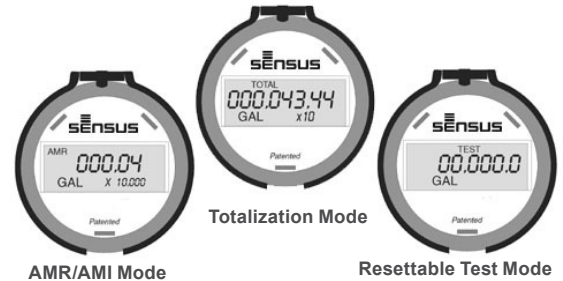 sensus
TOTAL
000.043.44
GAL x10
Patented
Totalization Mode
sensus
AMR
000.04
GAL X 10.000
Patented
AMR/AMI Mode
sensus
TEST
00.000.0
GAL
Patented
Resettable Test Mode